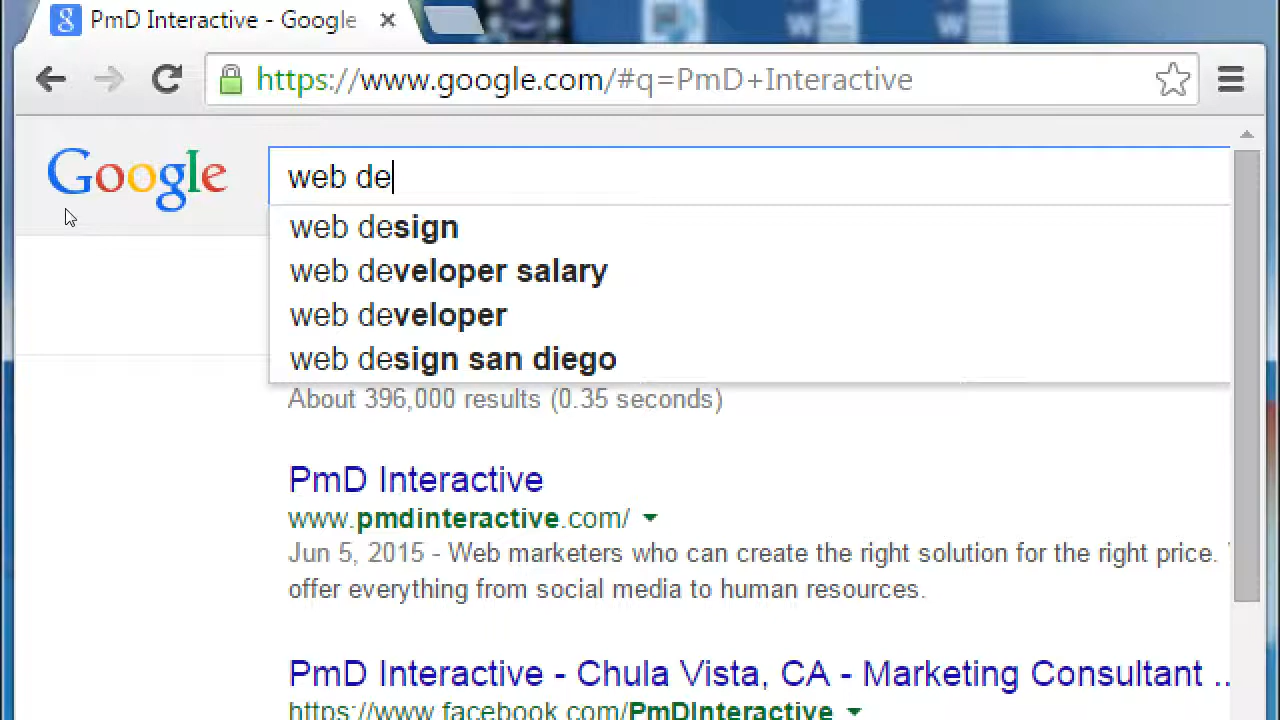 PmD Interactive - Google
https://www.google.com/#q=PmD+Interactive
Google
web de
web design
web developer salary
web developer
web design san diego
About 396,000 results (0.35 seconds)
PmD Interactive
www.pmdinteractive.com/
Jun 5, 2015 - Web marketers who can create the right solution for the right price.
offer everything from social media to human resources.
PmD Interactive - Chula Vista, CA - Marketing Consultant ...
https://www.facebook.com/PmDInteractive